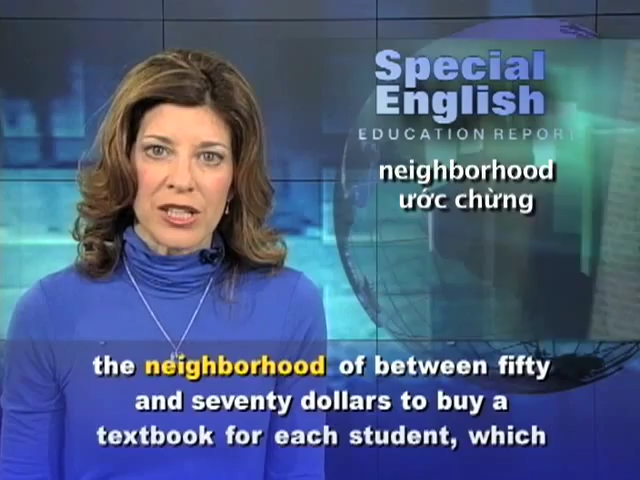 Special
English
EDUCATION REPORT
neighborhood
ước chừng
the neighborhood of between fifty
and seventy dollars to buy a
textbook for each student, which